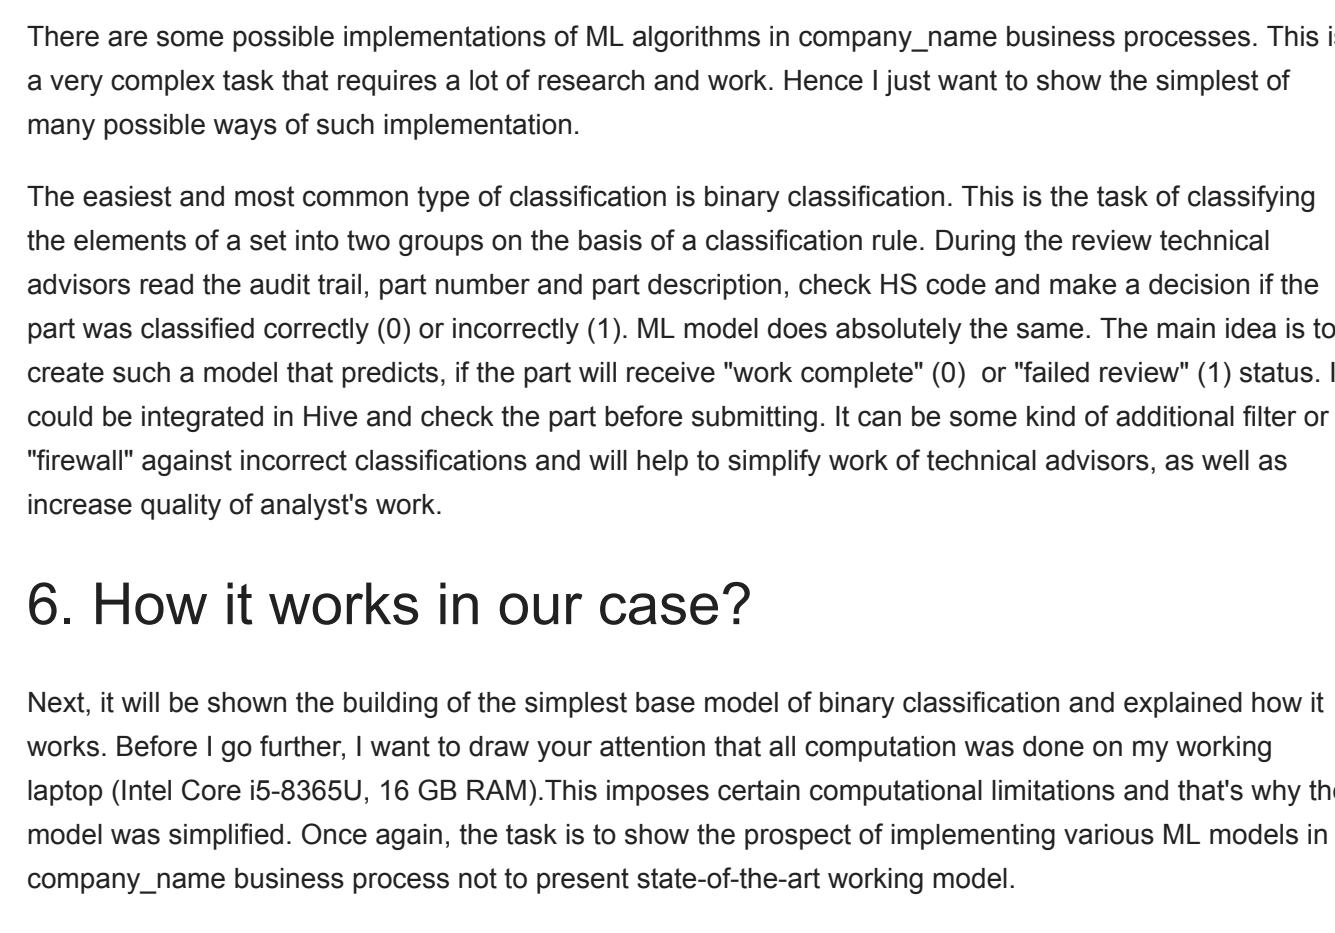 There are some possible implementations of ML algorithms in company_name business processes. This is
a very complex task that requires a lot of research and work. Hence I just want to show the simplest of
many possible ways of such implementation.
The easiest and most common type of classification is binary classification. This is the task of classifying
the elements of a set into two groups on the basis of a classification rule. During the review technical
advisors read the audit trail, part number and part description, check HS code and make a decision if the
part was classified correctly (0) or incorrectly (1). ML model does absolutely the same. The main idea is to
create such a model that predicts, if the part will receive "work complete" (0)  or "failed review" (1) status. I
could be integrated in Hive and check the part before submitting. It can be some kind of additional filter or
"firewall" against incorrect classifications and will help to simplify work of technical advisors, as well as
increase quality of analyst's work.
6. How it works in our case?
Next, it will be shown the building of the simplest base model of binary classification and explained how it
works. Before I go further, I want to draw your attention that all computation was done on my working
laptop (Intel Core i5-8365U, 16 GB RAM).This imposes certain computational limitations and that's why the
model was simplified. Once again, the task is to show the prospect of implementing various ML models in
company_name business process not to present state-of-the-art working model.